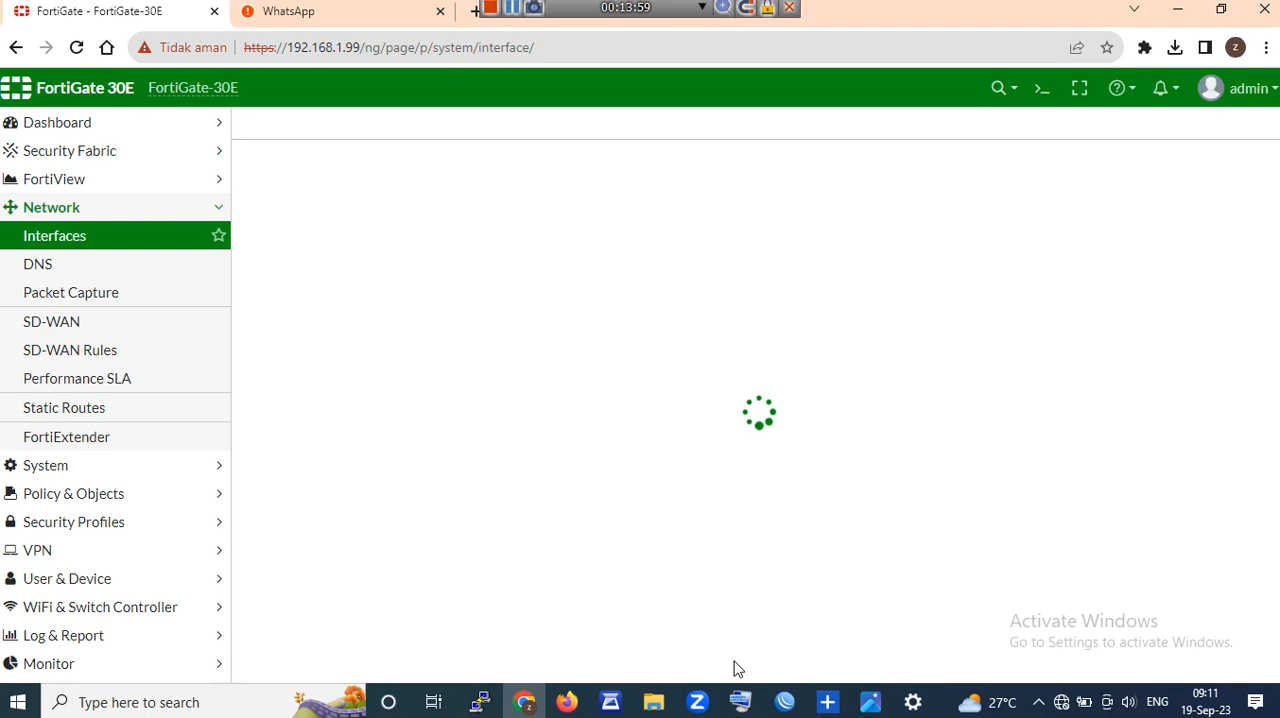 FortiGate - FortiGate-30E
WhatsApp
00:13:59
Tidak aman
https://192.168.1.99/ng/page/p/system/interface/
z
FortiGate 30E
FortiGate-30E
admin
Dashboard
Security Fabric
FortiView
Network
Interfaces
DNS
Packet Capture
SD-WAN
SD-WAN Rules
Performance SLA
Static Routes
FortiExtender
System
Policy & Objects
Security Profiles
VPN
User & Device
WiFi & Switch Controller
Log & Report
Monitor
Activate Windows
Go to Settings to activate Windows.
Type here to search
27°C
ENG
09:11
19-Sep-23